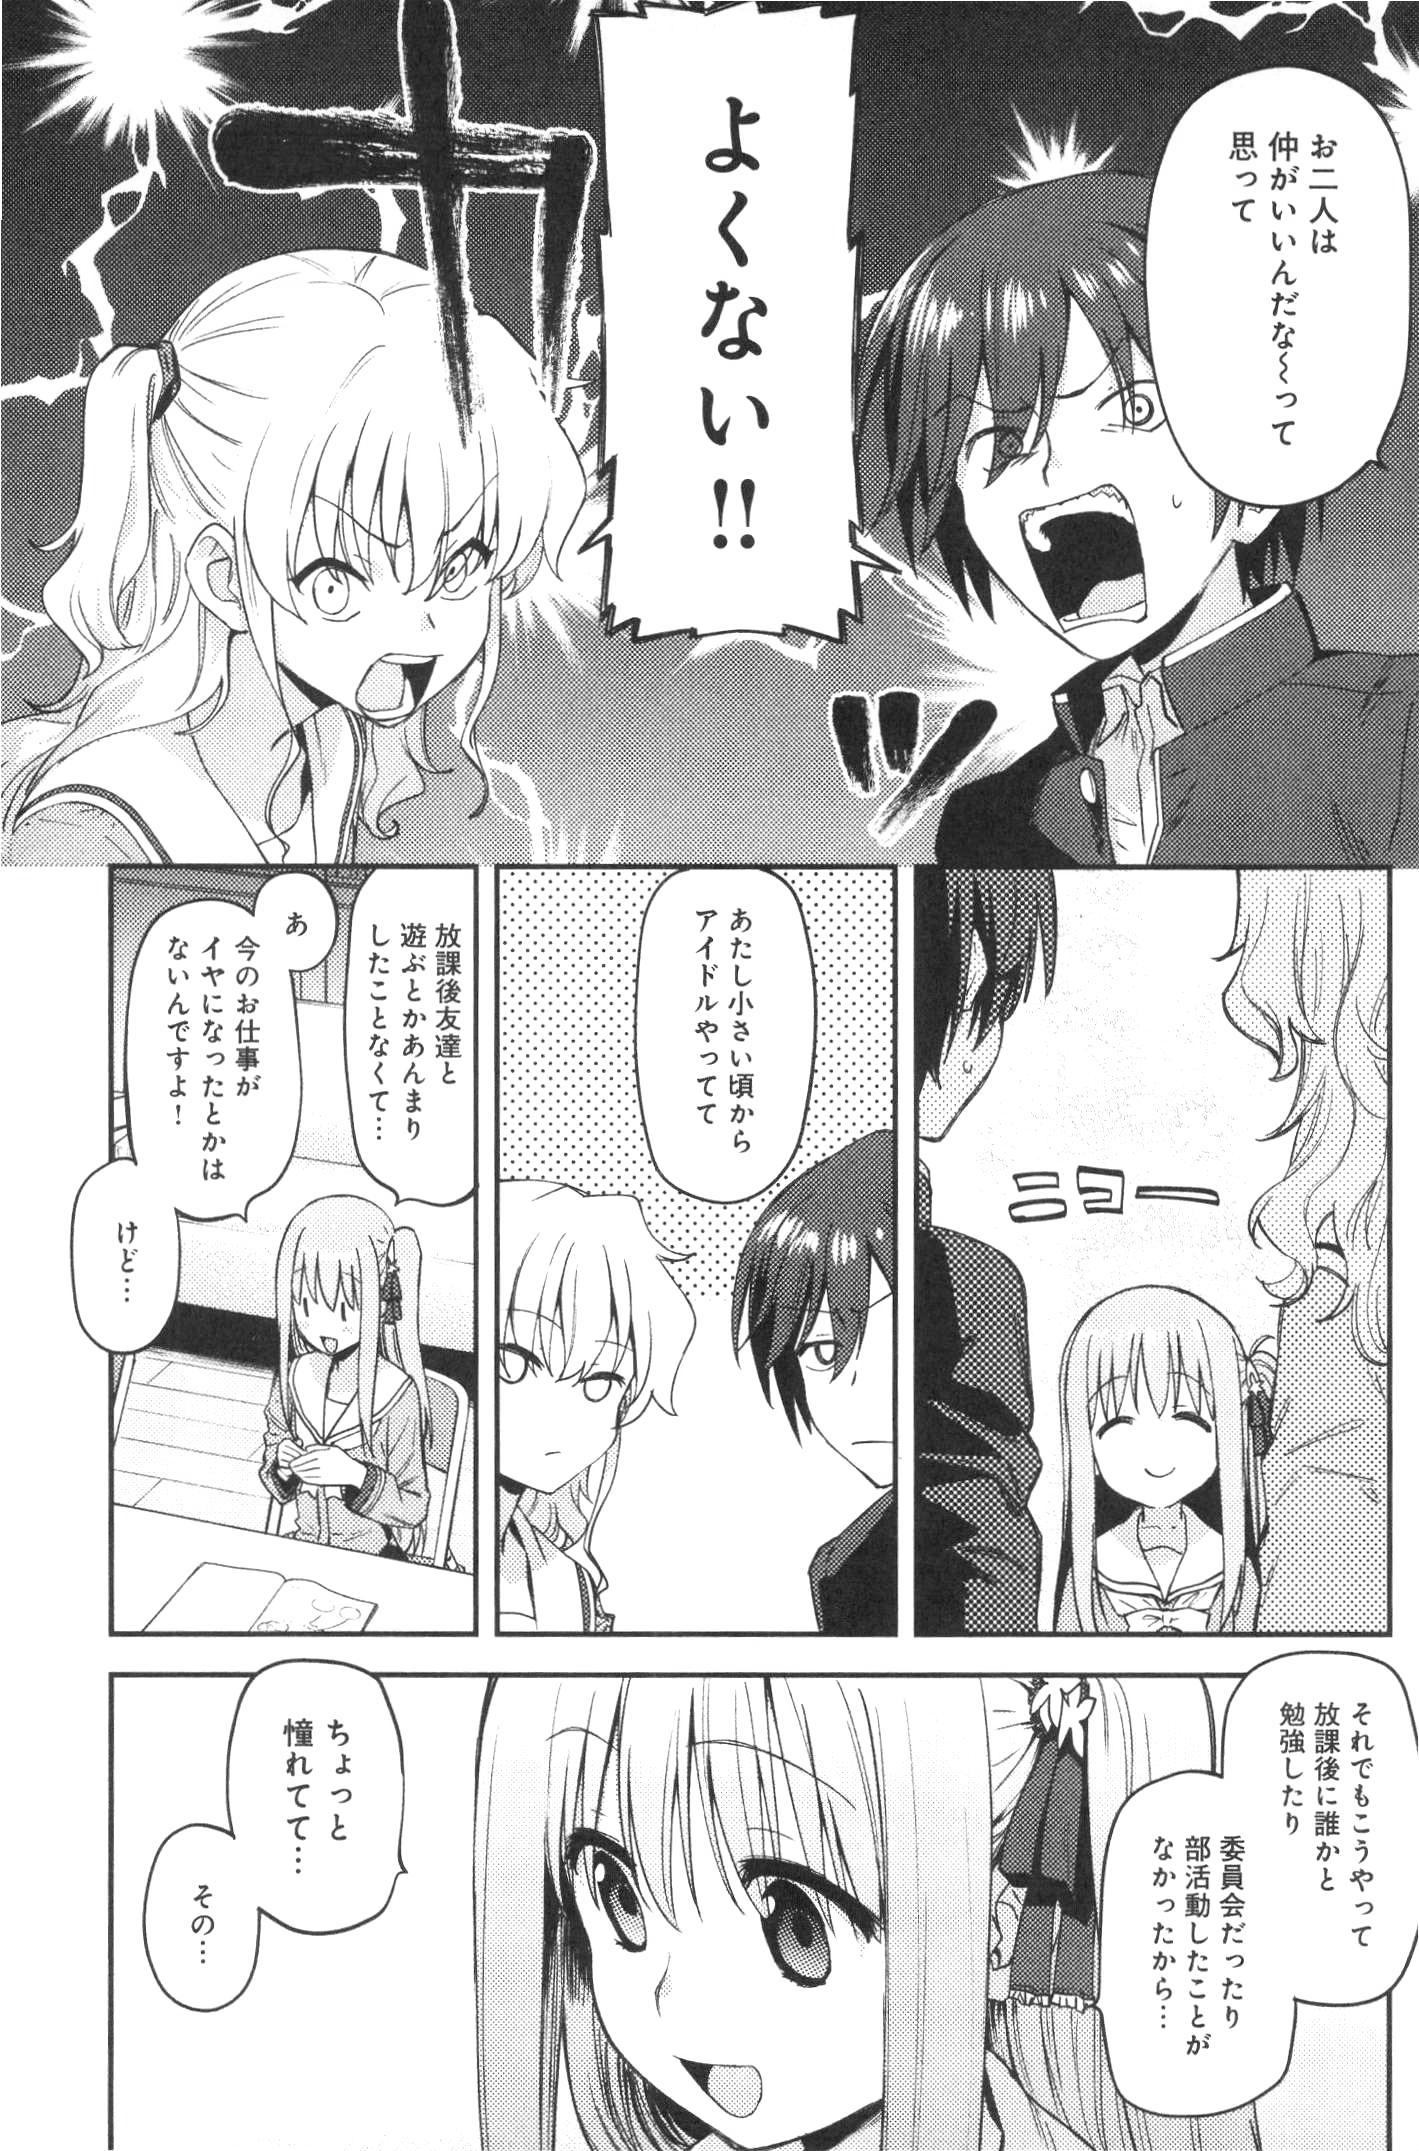 お二人は
仲がいいんだな～って
思って
よくない!!
キッ
ニコー
あたし小さい頃から
アイドルやってて
放課後友達と
遊ぶとかあんまり
したことなくて…
あ
今のお仕事が
イヤになったとかは
ないんですよ！
けど…
それでもこうやって
放課後に誰かと
勉強したり
委員会だったり
部活動したことが
なかったから…
ちょっと
憧れてて…
その…